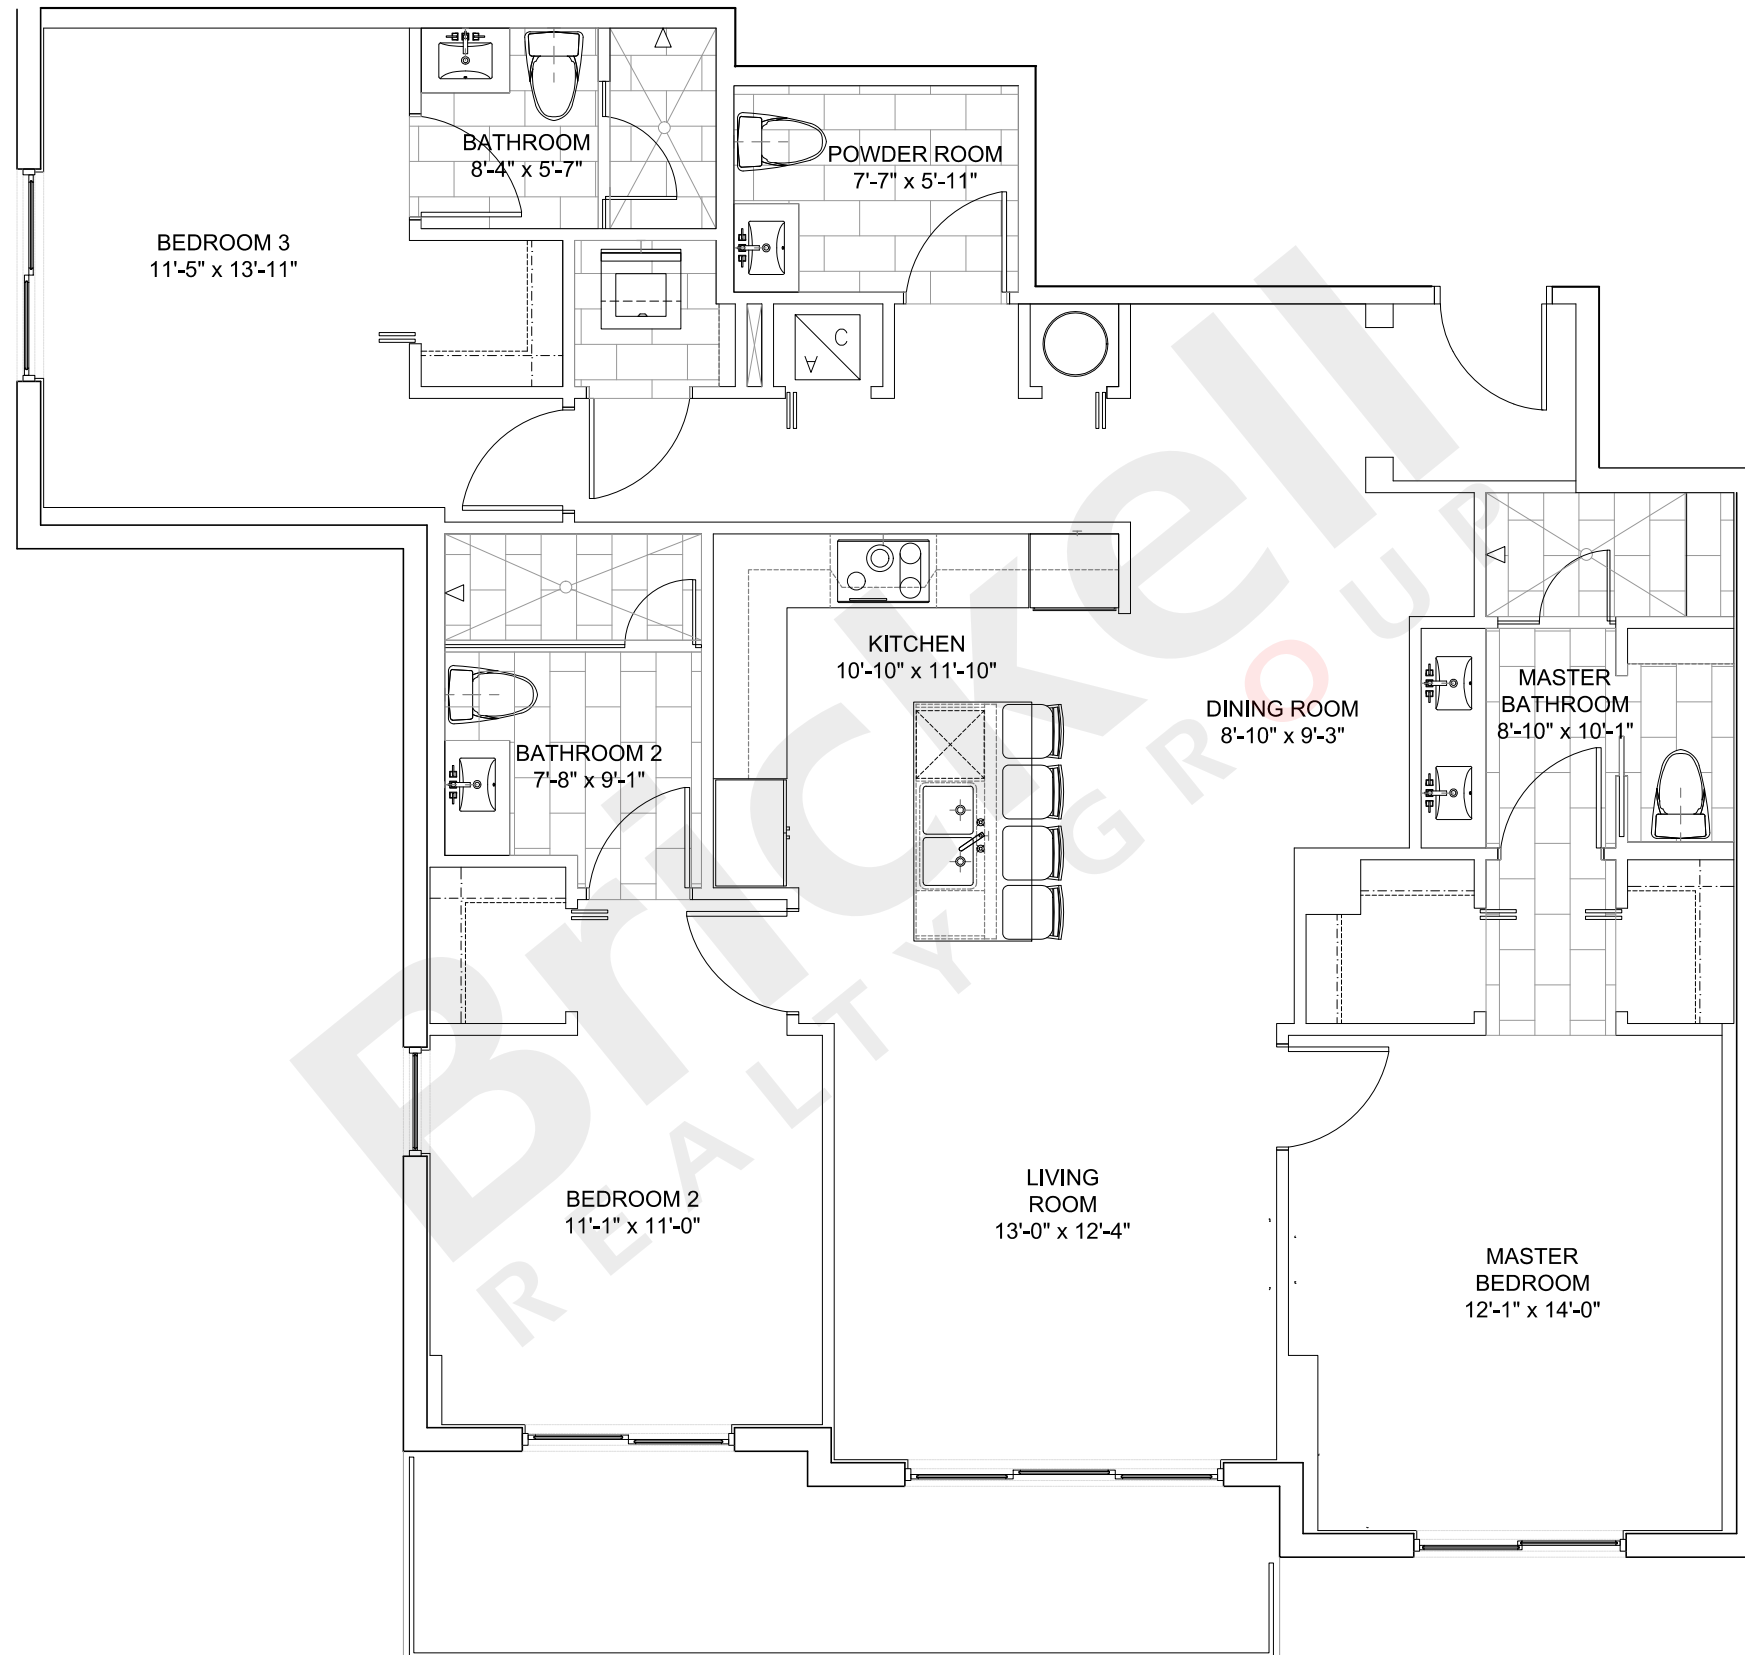 BATHROOM
8'-4" x 5'-7"
POWDER ROOM
7'-7" x 5'-11"
BEDROOM 3
11'-5" x 13'-11"
A
C
KITCHEN
10'-10" x 11'-10"
DINING ROOM
8'-10" x 9'-3"
MASTER
BATHROOM
8'-10" x 10'-1"
BATHROOM 2
7'-8" x 9'-1"
BEDROOM 2
11'-1" x 11'-0"
LIVING
ROOM
13'-0" x 12'-4"
MASTER
BEDROOM
12'-1" x 14'-0"
Brickell
REALTY GROUP